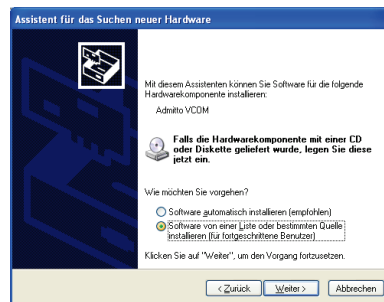 Assistent für das Suchen neuer Hardware
Mit diesem Assistenten können Sie Software für die folgende
Hardwarekomponente installieren:
Admitto VCOM
Falls die Hardwarekomponente mit einer CD
oder Diskette geliefert wurde, legen Sie diese
jetzt ein.
Wie möchten Sie vorgehen?
Software automatisch installieren (empfohlen)
Software von einer Liste oder bestimmten Quelle
installieren (für fortgeschrittene Benutzer)
Klicken Sie auf "Weiter", um den Vorgang fortzusetzen.
< Zurück
Weiter >
Abbrechen